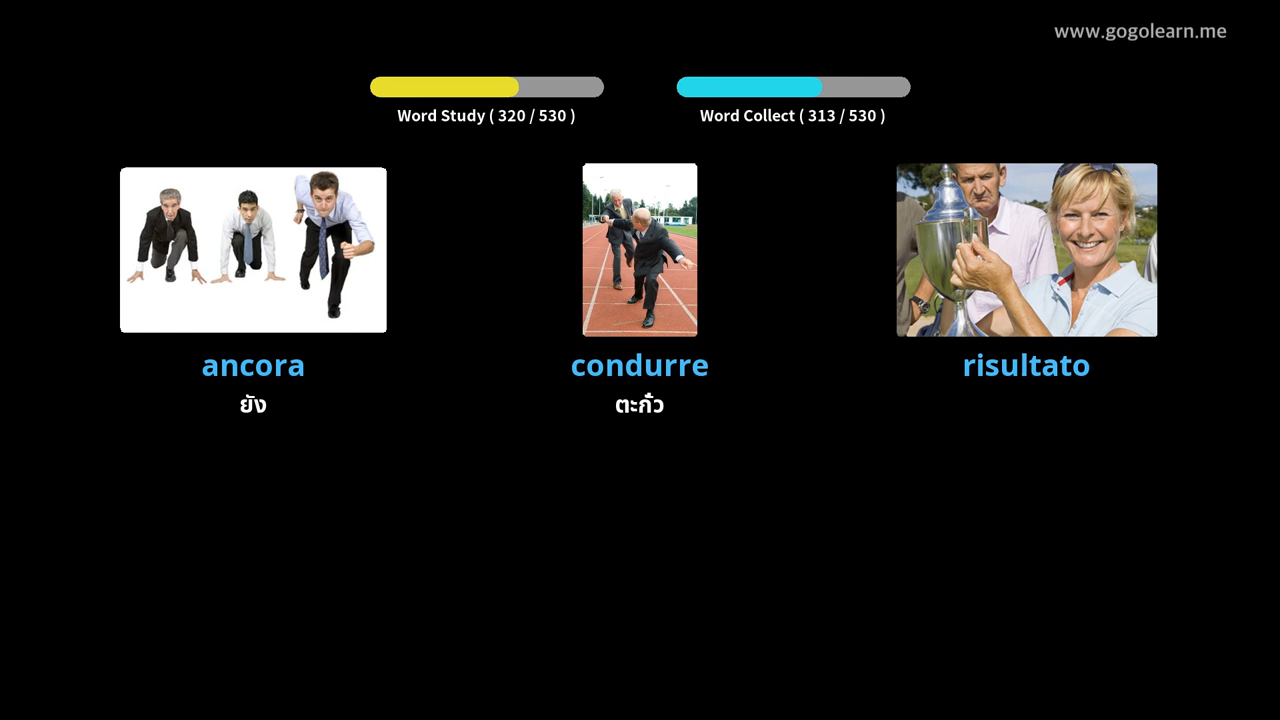 www.gogolearn.me
Word Study ( 320 / 530 )
Word Collect ( 313 / 530 )
ancora
condurre
risultato
ยัง
ตะกั่ว